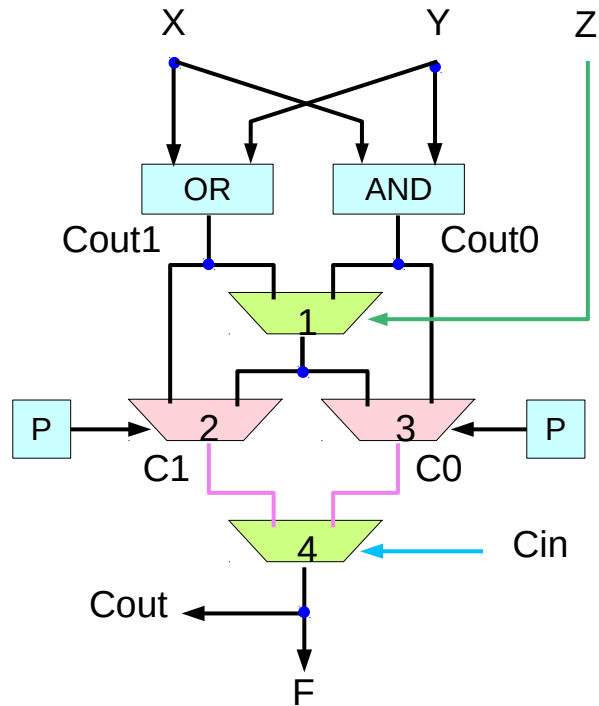 X Y Z
OR AND
Cout1 Cout0
1
P 2 3 P
C1 C0
4 Cin
Cout
F